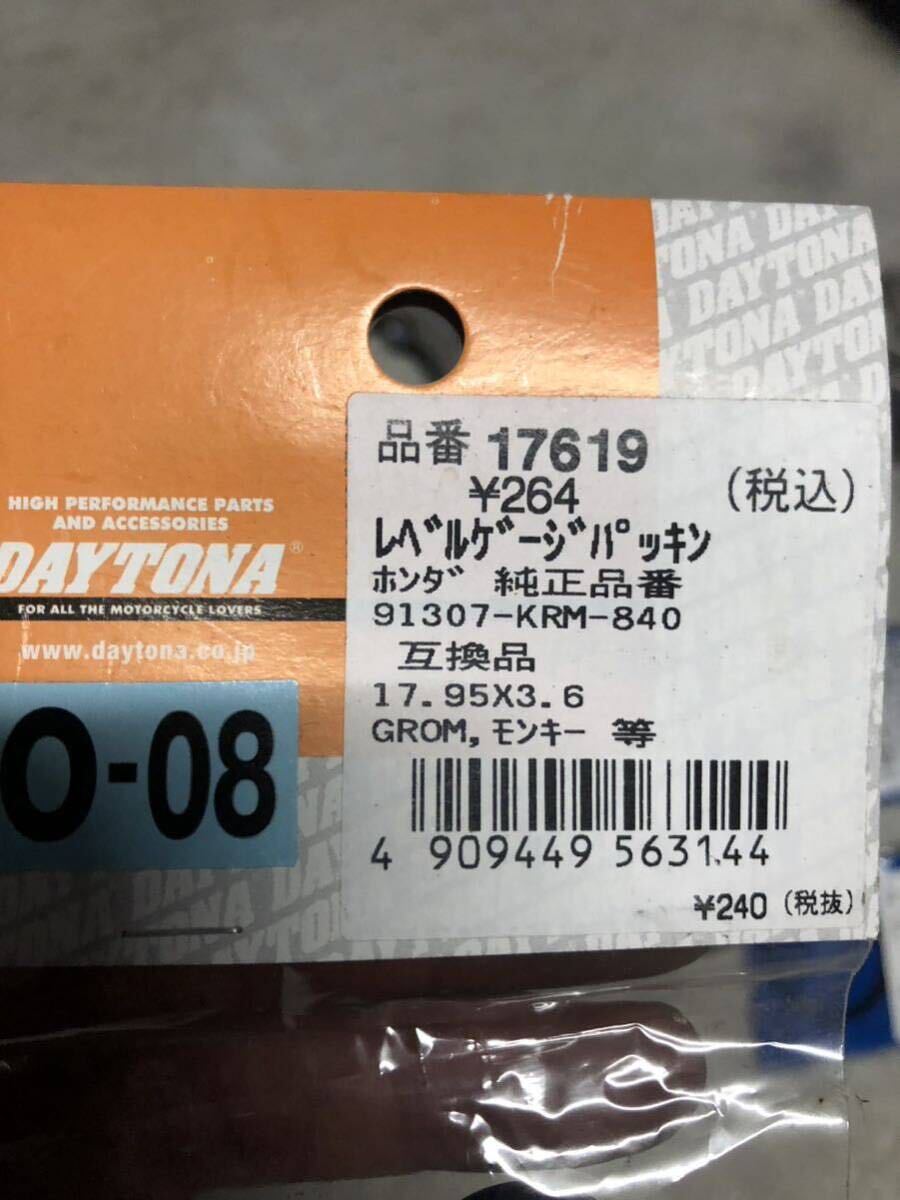 HIGH PERFORMANCE PARTS
AND ACCESSORIES
DAYTONA®
FOR ALL THE MOTORCYCLE LOVERS
www.daytona.co.jp
O-08
品番 17619
¥264 (税込)
ﾚﾍﾞﾙｹﾞｰｼﾞﾊﾟｯｷﾝ
ﾎﾝﾀﾞ 純正品番
91307-KRM-840
互換品
17.95X3.6
GROM,ﾓﾝｷｰ 等
4 909449 563144
¥240 (税抜)
DAYTONA